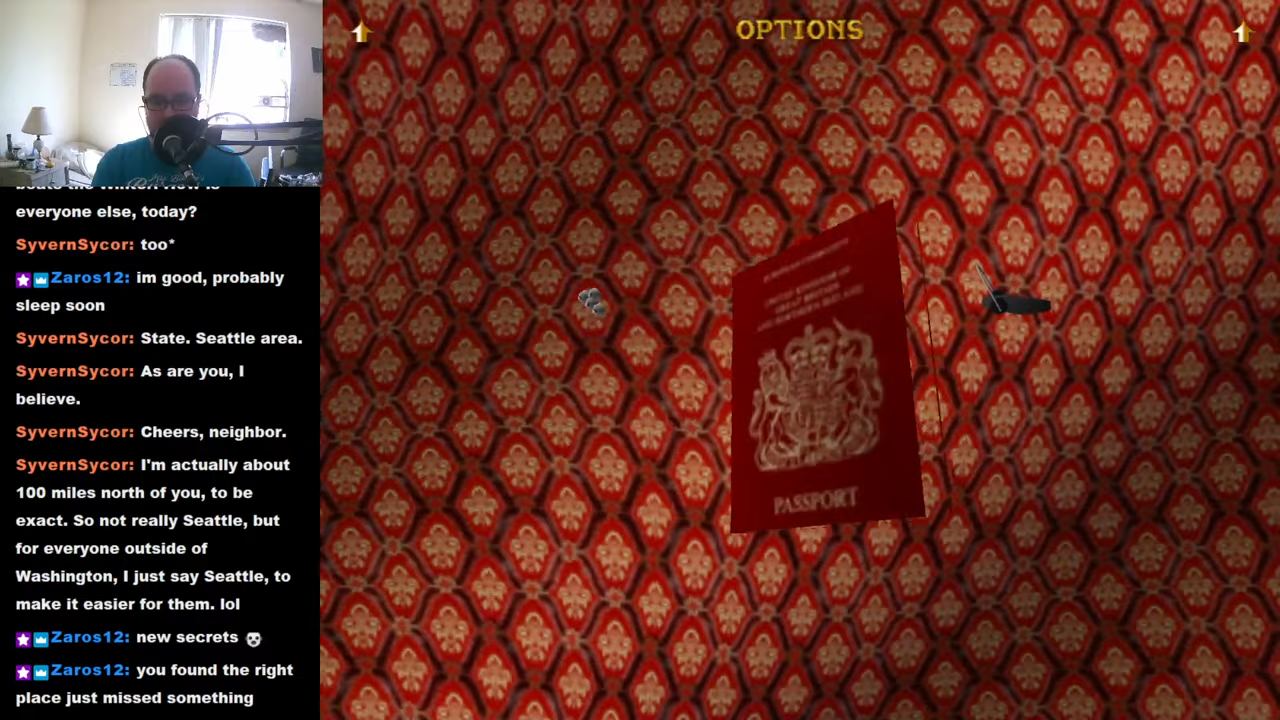 OPTIONS
everyone else, today?
SyvernSycor: too*
Zaros12: im good, probably
sleep soon
SyvernSycor: State. Seattle area.
SyvernSycor: As are you, I
believe.
SyvernSycor: Cheers, neighbor.
SyvernSycor: I'm actually about
100 miles north of you, to be
exact. So not really Seattle, but
for everyone outside of
Washington, I just say Seattle, to
make it easier for them. lol
Zaros12: new secrets
Zaros12: you found the right
place just missed something
PASSPORT